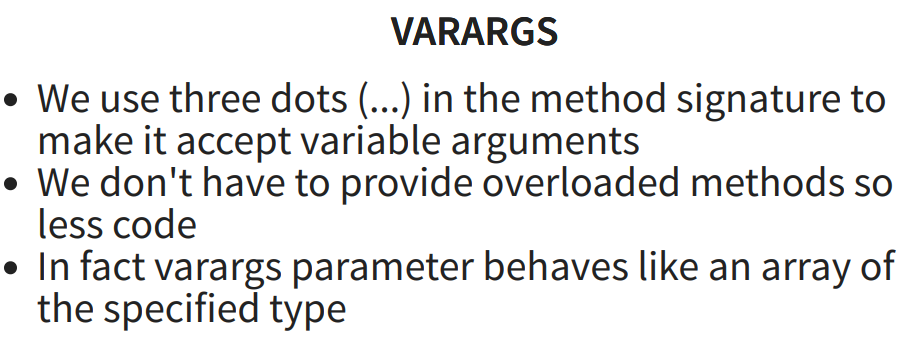 VARARGS
• We use three dots (...) in the method signature to
make it accept variable arguments
• We don't have to provide overloaded methods so
less code
• In fact varargs parameter behaves like an array of
the specified type